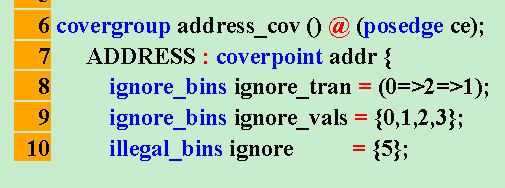 6 covergroup address_cov () @ (posedge ce);
7 ADDRESS : coverpoint addr {
8 ignore_bins ignore_tran = (0=>2=>1);
9 ignore_bins ignore_vals = {0,1,2,3};
10 illegal_bins ignore = {5};